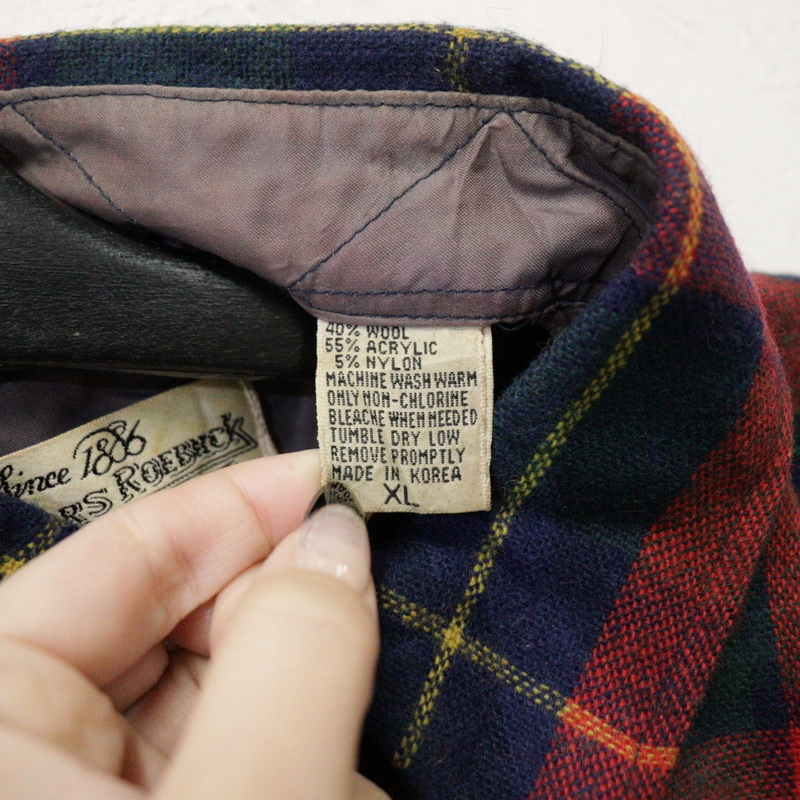 40% WOOL
55% ACRYLIC
5% NYLON
MACHINE WASH WARM
ONLY NON-CHLORINE
BLEACHE WHEN NEEDED
TUMBLE DRY LOW
REMOVE PROMPTLY
MADE IN KOREA
XL
Since 1886
RS ROEBUCK